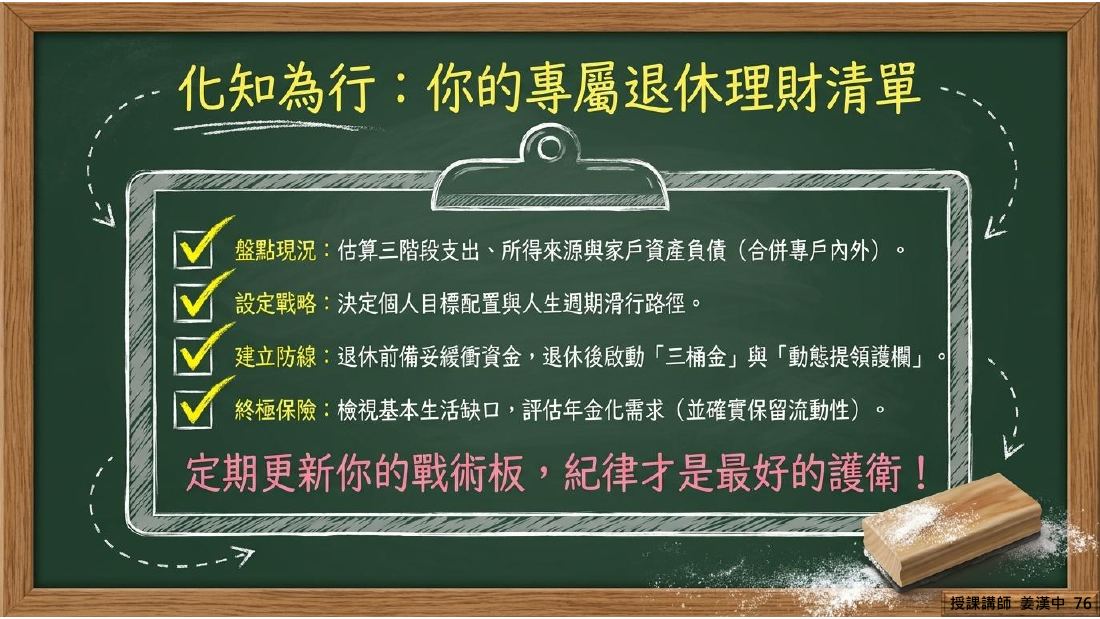 化知為行：你的專屬退休理財清單
盤點現況：估算三階段支出、所得來源與家戶資產負債（合併專戶內外）。
設定戰略：決定個人目標配置與人生週期滑行路徑。
建立防線：退休前備妥緩衝資金，退休後啟動「三桶金」與「動態提領護欄」。
終極保險：檢視基本生活缺口，評估年金化需求（並確實保留流動性）。
定期更新你的戰術板，紀律才是最好的護衛！
授課講師 姜漢中 76